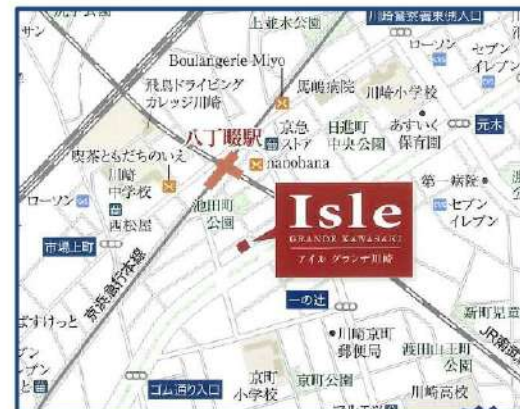 上並木公園
川崎警察署東側入口
サン
ローソン
セブン
イレブン
Boulangerie Miyo
飛鳥ドライビング
カレッジ川崎
馬嶋病院
川崎小学校
八丁畷駅
京急
ストア
日進町
中央公園
あすいく
保育園
元木
喫茶ともだちのいえ
nanohana
川崎
中学校
ローソン
西松屋
池田町
公園
第一病院
セブン
イレブン
Isle
GRANDE KAWASAKI
アイル グランデ川崎
市場上町
京浜急行本線
一の辻
新町児童
ばすけっと
川崎京町
郵便局
渡田山王町
公園
JR南武
ゴム通り入口
京町
小学校
京町公園
川崎高校